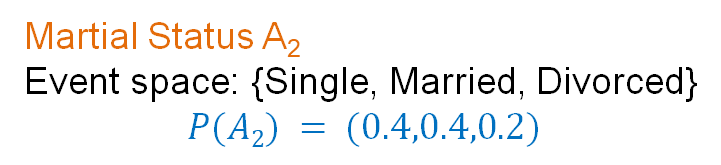 Martial Status A₂
Event space: {Single, Married, Divorced}
P(A₂) = (0.4,0.4,0.2)